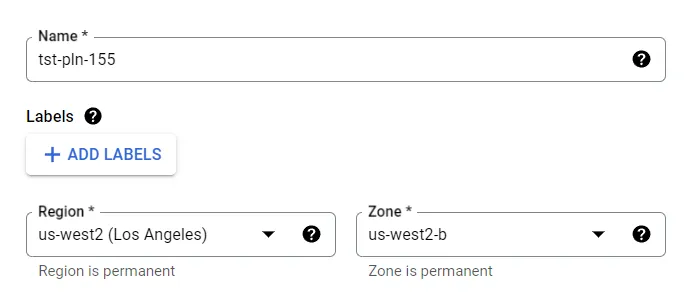 Name *
tst-pln-155
Labels
+ ADD LABELS
Region *
us-west2 (Los Angeles)
Region is permanent
Zone *
us-west2-b
Zone is permanent